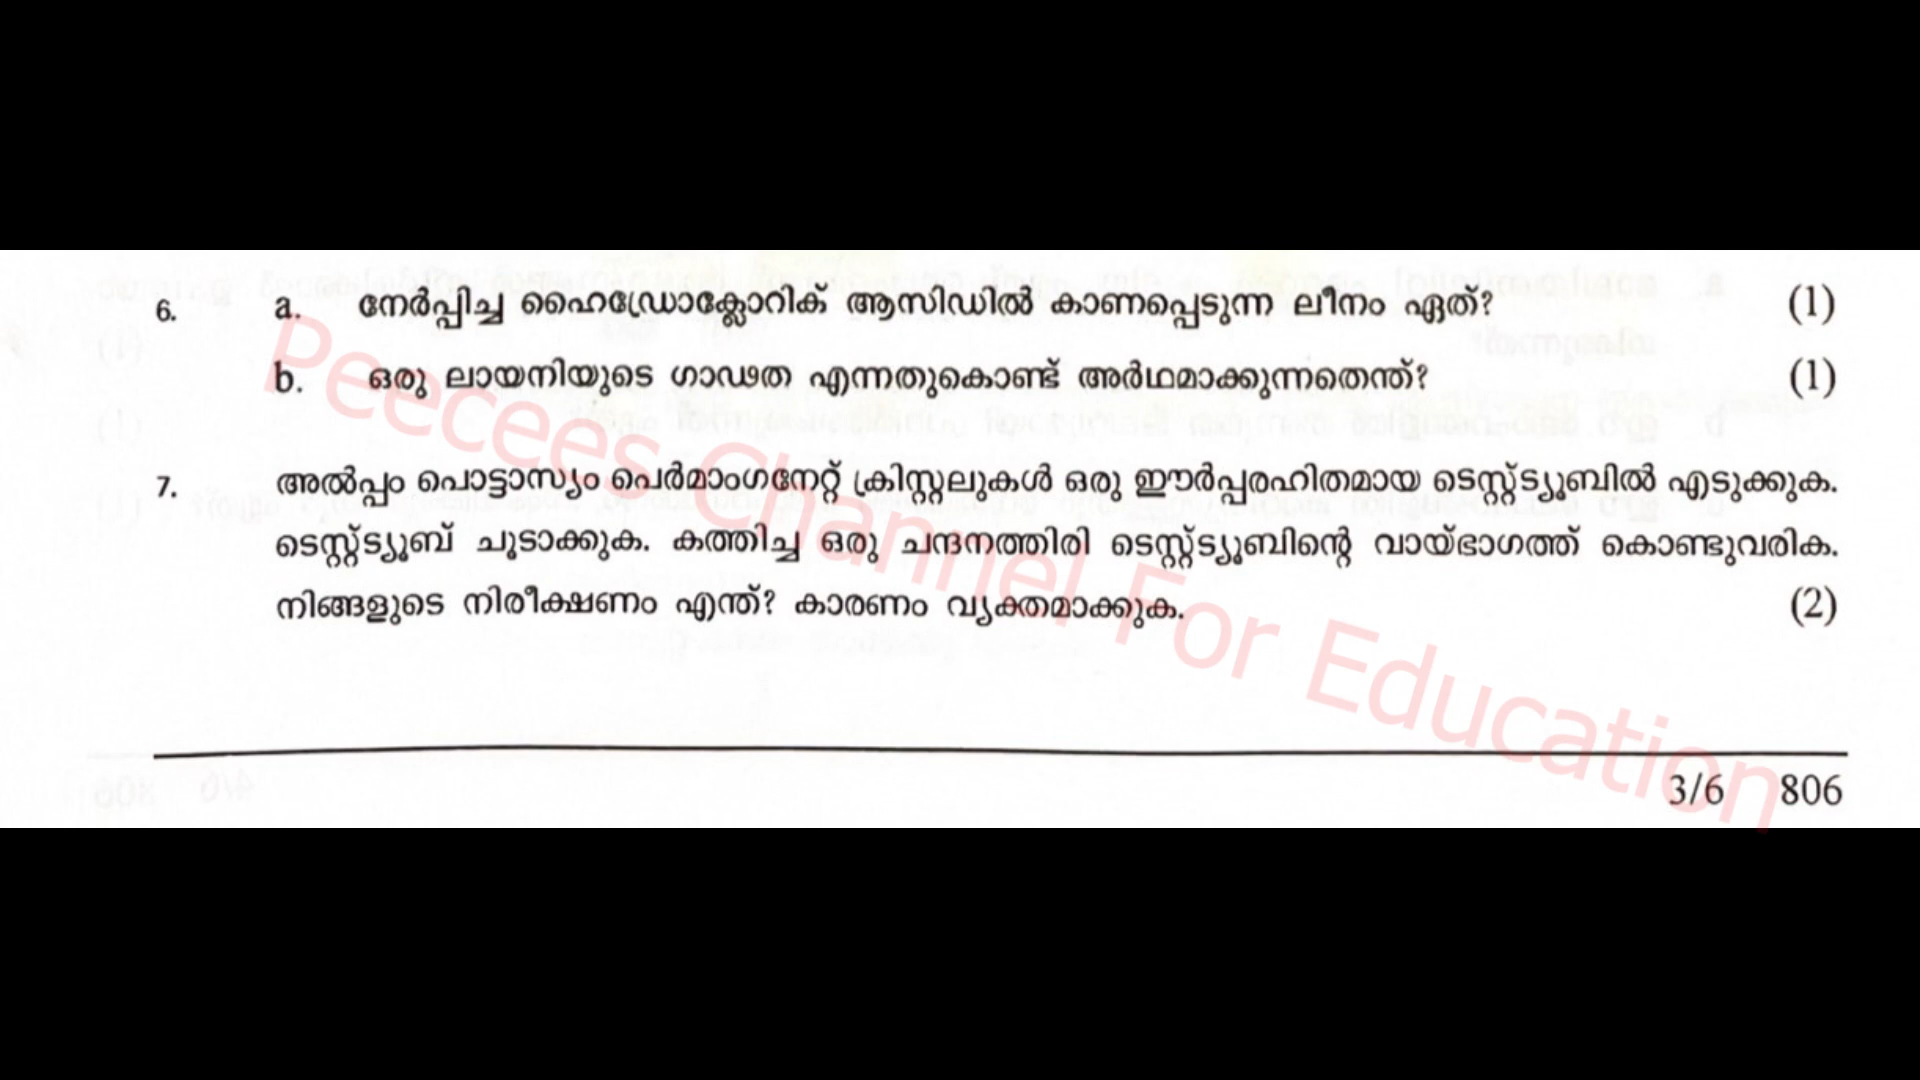 6. a. നേർപ്പിച്ച ഹൈഡ്രോക്ലോറിക് ആസിഡിൽ കാണപ്പെടുന്ന ലീനം ഏത്? (1)
b. ഒരു ലായനിയുടെ ഗാഢത എന്നതുകൊണ്ട് അർഥമാക്കുന്നതെന്ത്? (1)
7. അൽപ്പം പൊട്ടാസ്യം പെർമാംഗനേറ്റ് ക്രിസ്റ്റലുകൾ ഒരു ഈർപ്പരഹിതമായ ടെസ്റ്റ്ട്യൂബിൽ എടുക്കുക.
ടെസ്റ്റ്ട്യൂബ് ചൂടാക്കുക. കത്തിച്ച ഒരു ചന്ദനത്തിരി ടെസ്റ്റ്ട്യൂബിന്റെ വായ്ഭാഗത്ത് കൊണ്ടുവരിക.
നിങ്ങളുടെ നിരീക്ഷണം എന്ത്? കാരണം വ്യക്തമാക്കുക. (2)
Peecees Channel For Education
3/6 806